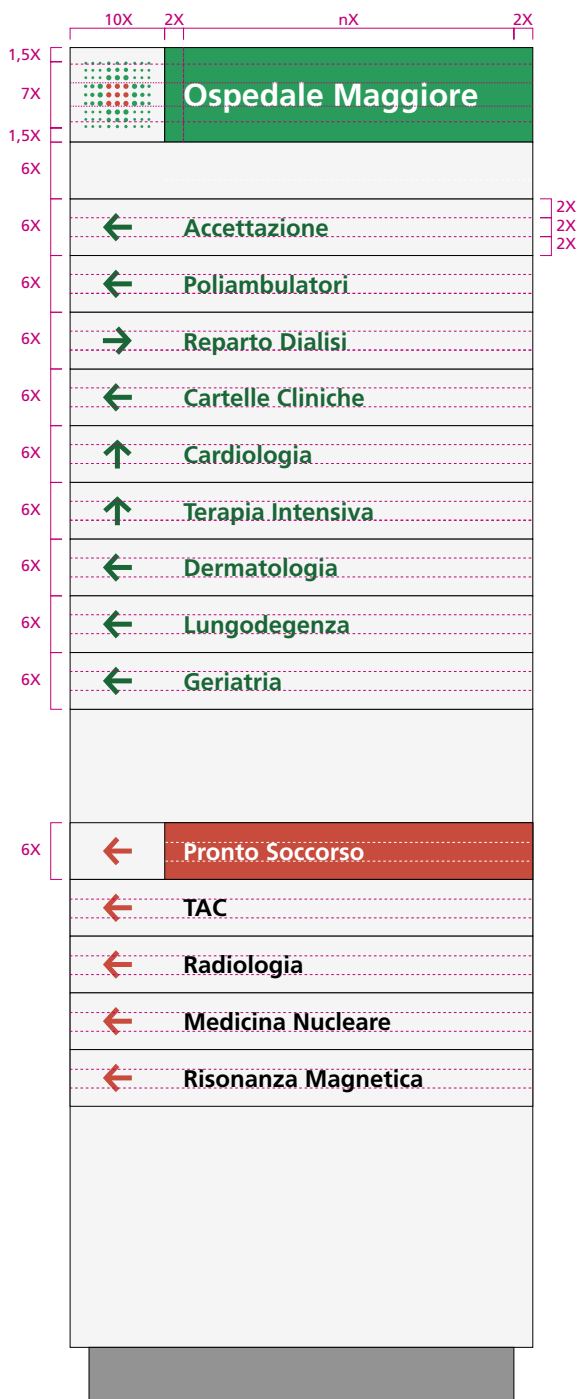 10X 2X nX 2X
1,5X
7X Ospedale Maggiore
1,5X
6X
2X
6X Accettazione 2X
2X
6X Poliambulatori
6X Reparto Dialisi
6X Cartelle Cliniche
6X Cardiologia
6X Terapia Intensiva
6X Dermatologia
6X Lungodegenza
6X Geriatria
6X Pronto Soccorso
TAC
Radiologia
Medicina Nucleare
Risonanza Magnetica